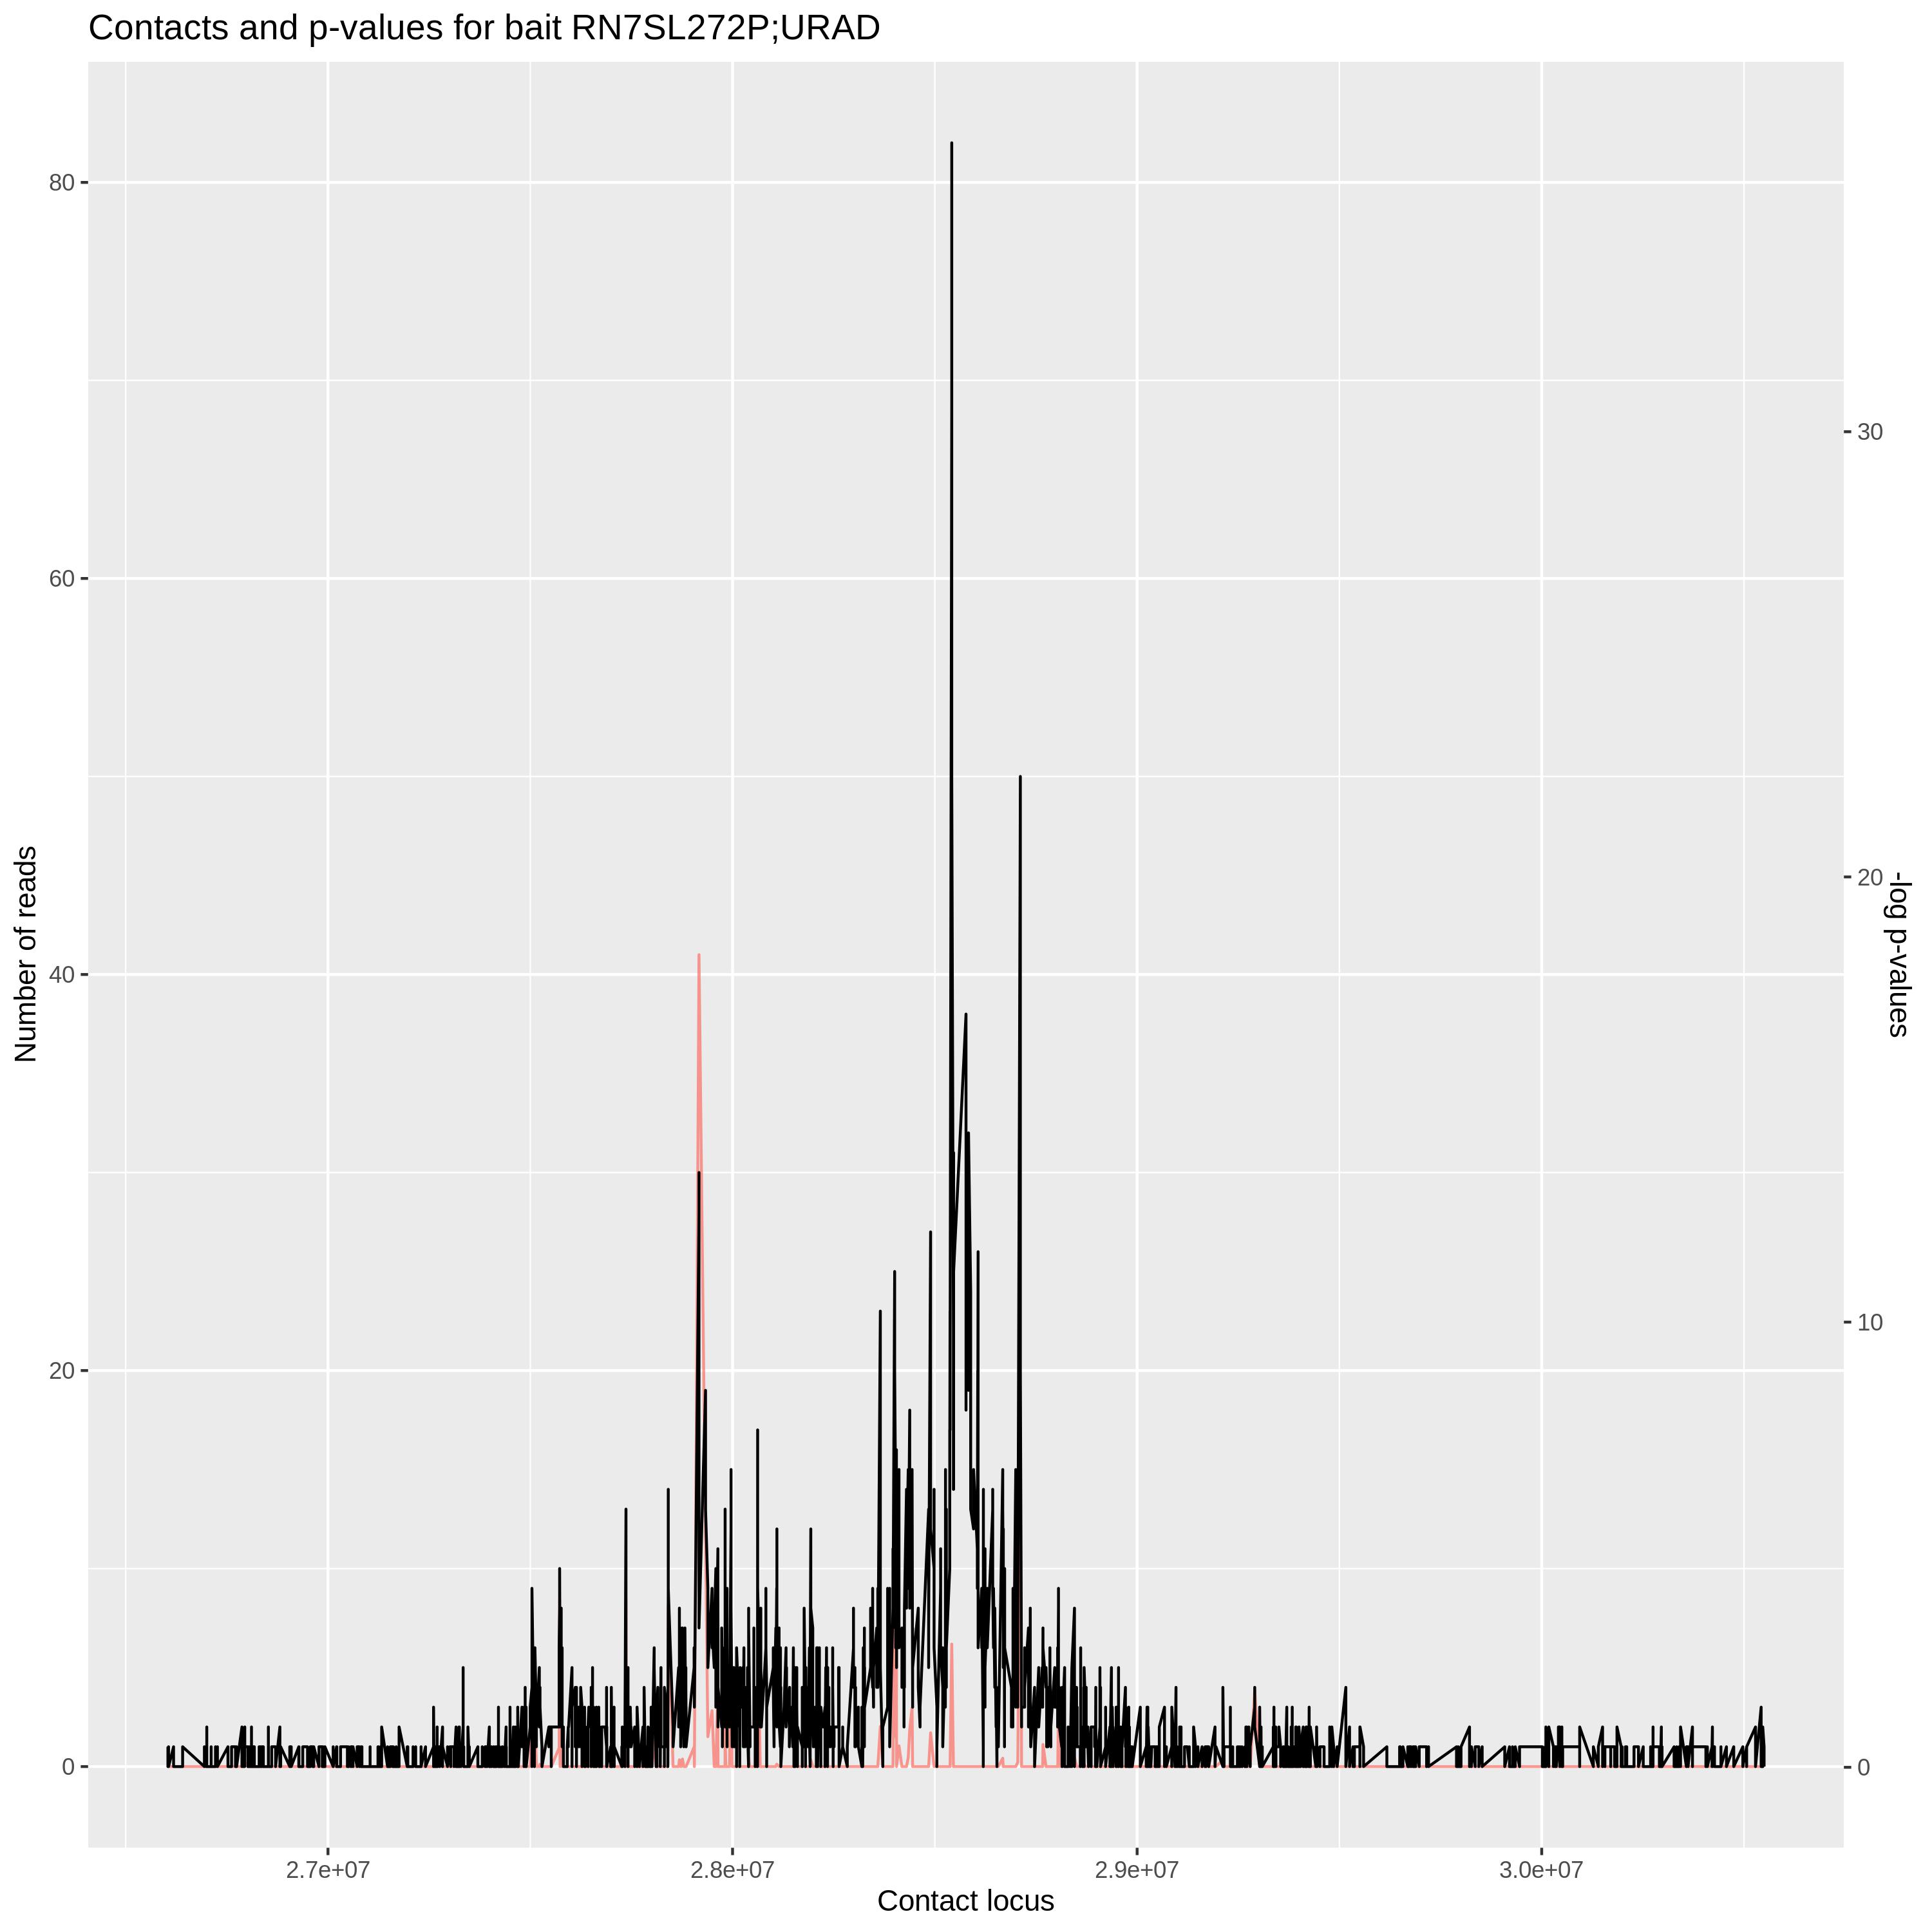 Contacts and p-values for bait RN7SL272P;URAD
80
60
40
20
0
Number of reads
30
20
10
0
-log p-values
2.7e+07
2.8e+07
2.9e+07
3.0e+07
Contact locus